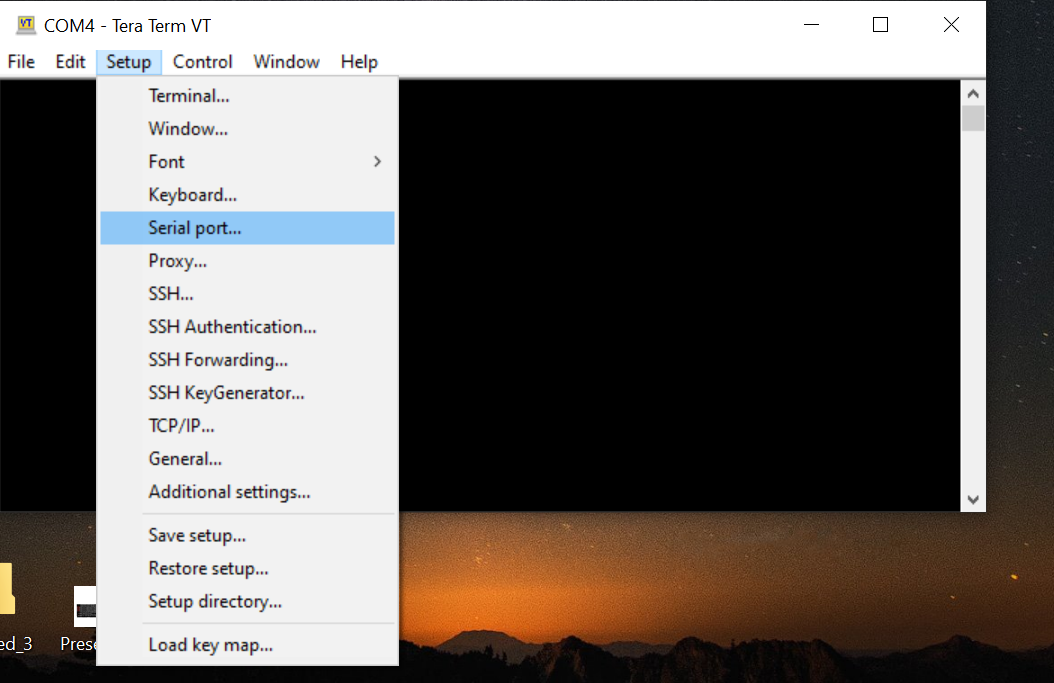 COM4 - Tera Term VT
File Edit Setup Control Window Help
Terminal...
Window...
Font
Keyboard...
Serial port...
Proxy...
SSH...
SSH Authentication...
SSH Forwarding...
SSH KeyGenerator...
TCP/IP...
General...
Additional settings...
Save setup...
Restore setup...
Setup directory...
Load key map...
ed_3 Prese